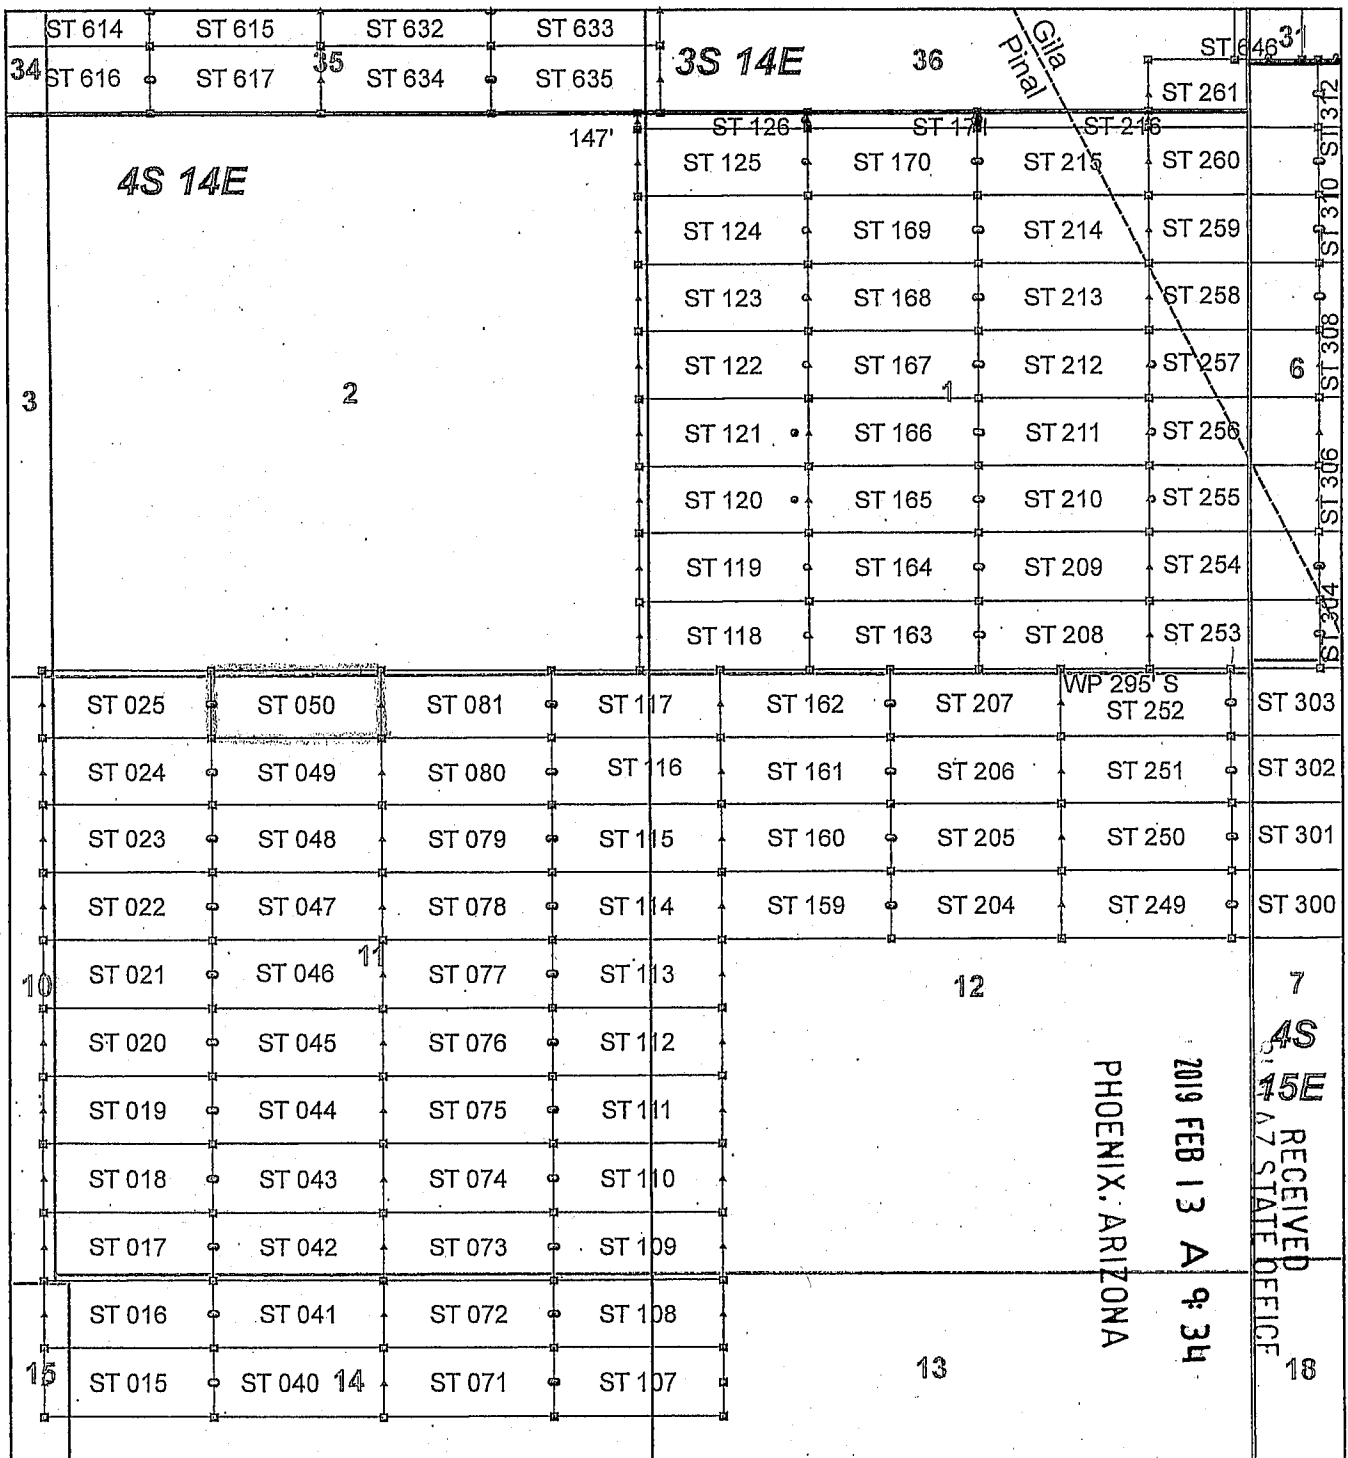 ST 614 ST 615 ST 632 ST 633
34 ST 616 ST 617 35 ST 634 ST 635 3S 14E 36 Gila Pinal ST 646 31
ST 261
147' ST 126 ST 171 ST 216
4S 14E ST 125 ST 170 ST 215 ST 260 ST 312
ST 124 ST 169 ST 214 ST 259 ST 310
ST 123 ST 168 ST 213 ST 258
3 2 ST 122 ST 167 1 ST 212 ST 257 6 ST 308
ST 121 ST 166 ST 211 ST 256
ST 120 ST 165 ST 210 ST 255 ST 306
ST 119 ST 164 ST 209 ST 254
ST 118 ST 163 ST 208 ST 253 ST 304
WP 295' S
ST 025 ST 050 ST 081 ST 117 ST 162 ST 207 ST 252 ST 303
ST 024 ST 049 ST 080 ST 116 ST 161 ST 206 ST 251 ST 302
ST 023 ST 048 ST 079 ST 115 ST 160 ST 205 ST 250 ST 301
ST 022 ST 047 ST 078 ST 114 ST 159 ST 204 ST 249 ST 300
10 ST 021 ST 046 11 ST 077 ST 113 12 7
ST 020 ST 045 ST 076 ST 112 4S
ST 019 ST 044 ST 075 ST 111 15E
ST 018 ST 043 ST 074 ST 110
ST 017 ST 042 ST 073 ST 109
ST 016 ST 041 ST 072 ST 108
15 ST 015 ST 040 14 ST 071 ST 107 13 18
RECEIVED
STATE OFFICE
2019 FEB 13 A 9:34
PHOENIX, ARIZONA